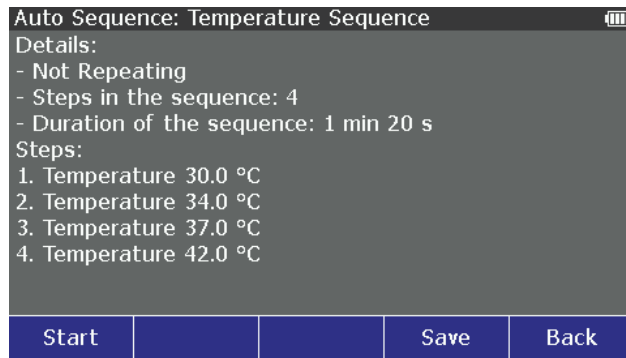 Auto Sequence: Temperature Sequence
Details:
- Not Repeating
- Steps in the sequence: 4
- Duration of the sequence: 1 min 20 s
Steps:
1. Temperature 30.0 °C
2. Temperature 34.0 °C
3. Temperature 37.0 °C
4. Temperature 42.0 °C
Start Save Back